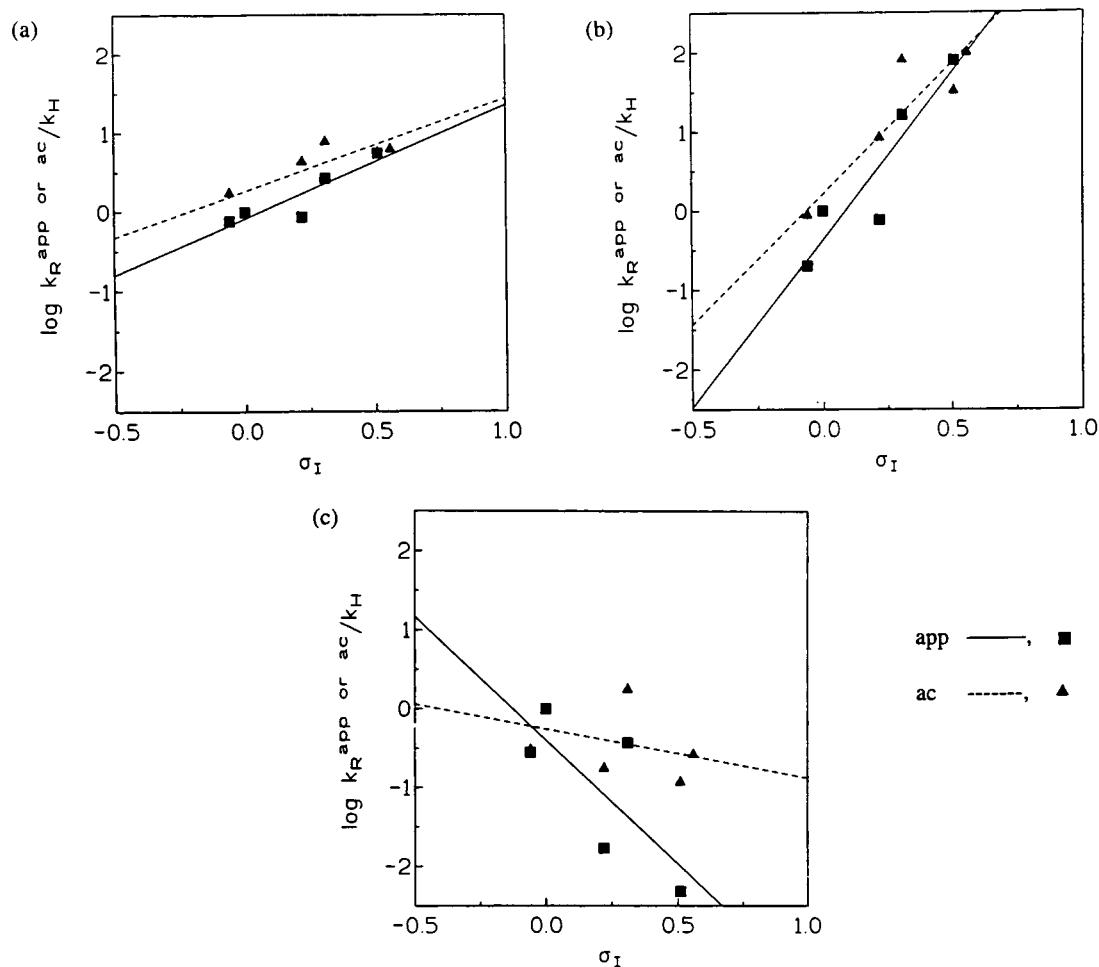 (a)
2
1
0
−1
−2
log k_R^app or ac/k_H
−0.5 0.0 0.5 1.0
σ_I
(b)
2
1
0
−1
−2
log k_R^app or ac/k_H
−0.5 0.0 0.5 1.0
σ_I
(c)
2
1
0
−1
−2
log k_R^app or ac/k_H
−0.5 0.0 0.5 1.0
σ_I
app ——, ■
ac -----, ▲